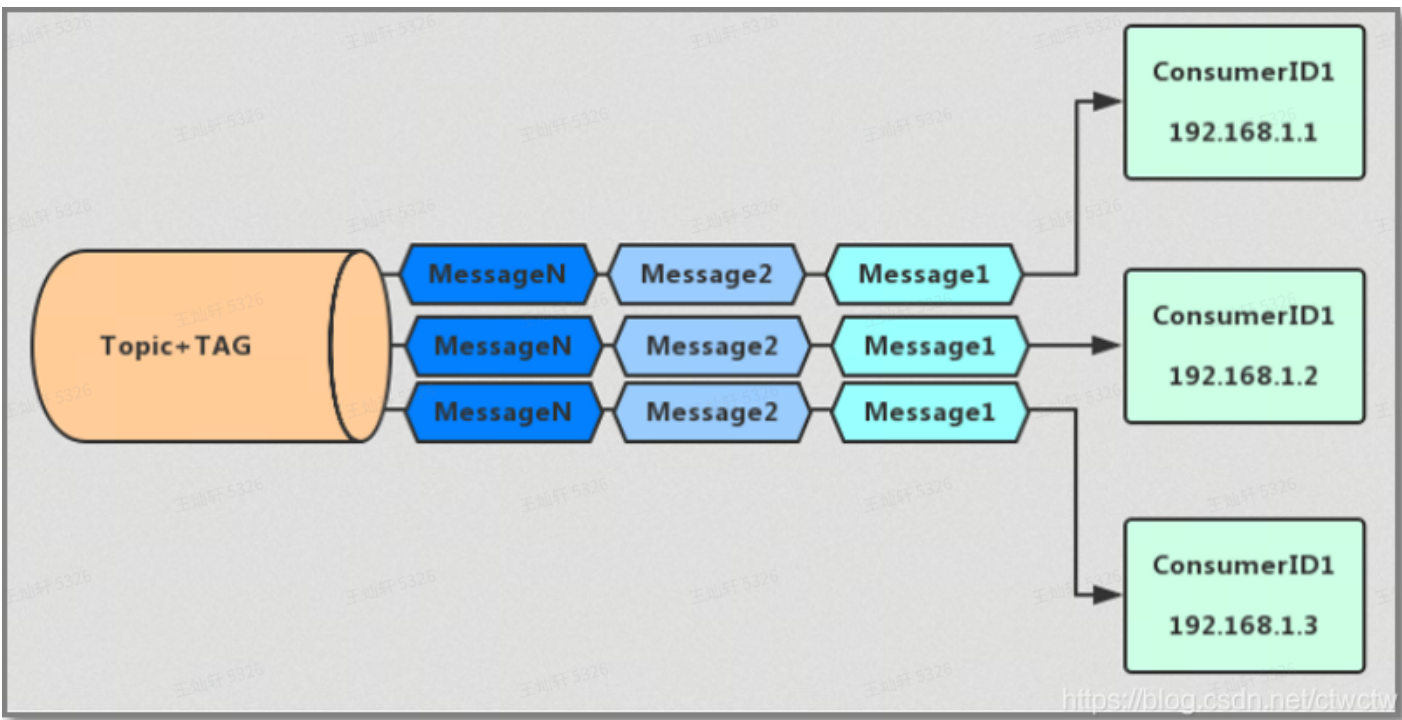 ConsumerID1
192.168.1.1
MessageN Message2 Message1
Topic+TAG
MessageN Message2 Message1
ConsumerID1
192.168.1.2
MessageN Message2 Message1
ConsumerID1
192.168.1.3
王灿轩 5326
https://blog.csdn.net/ctwctw